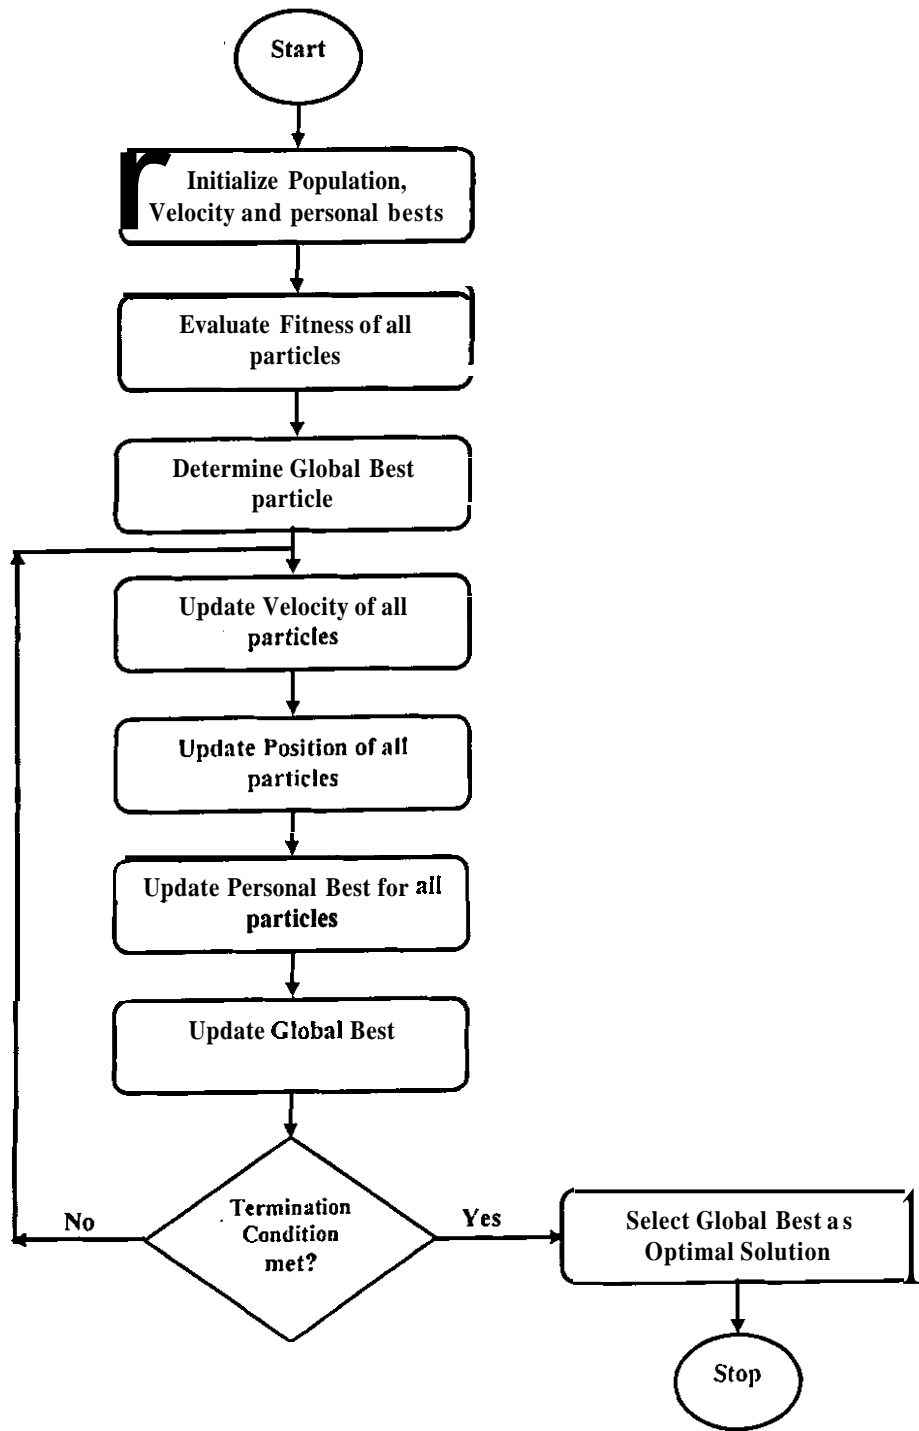 Start
Initialize Population,
Velocity and personal bests
Evaluate Fitness of all
particles
Determine Global Best
particle
Update Velocity of all
particles
Update Position of all
particles
Update Personal Best for all
particles
Update Global Best
Termination
Condition
met?
No
Yes
Select Global Best as
Optimal Solution
Stop